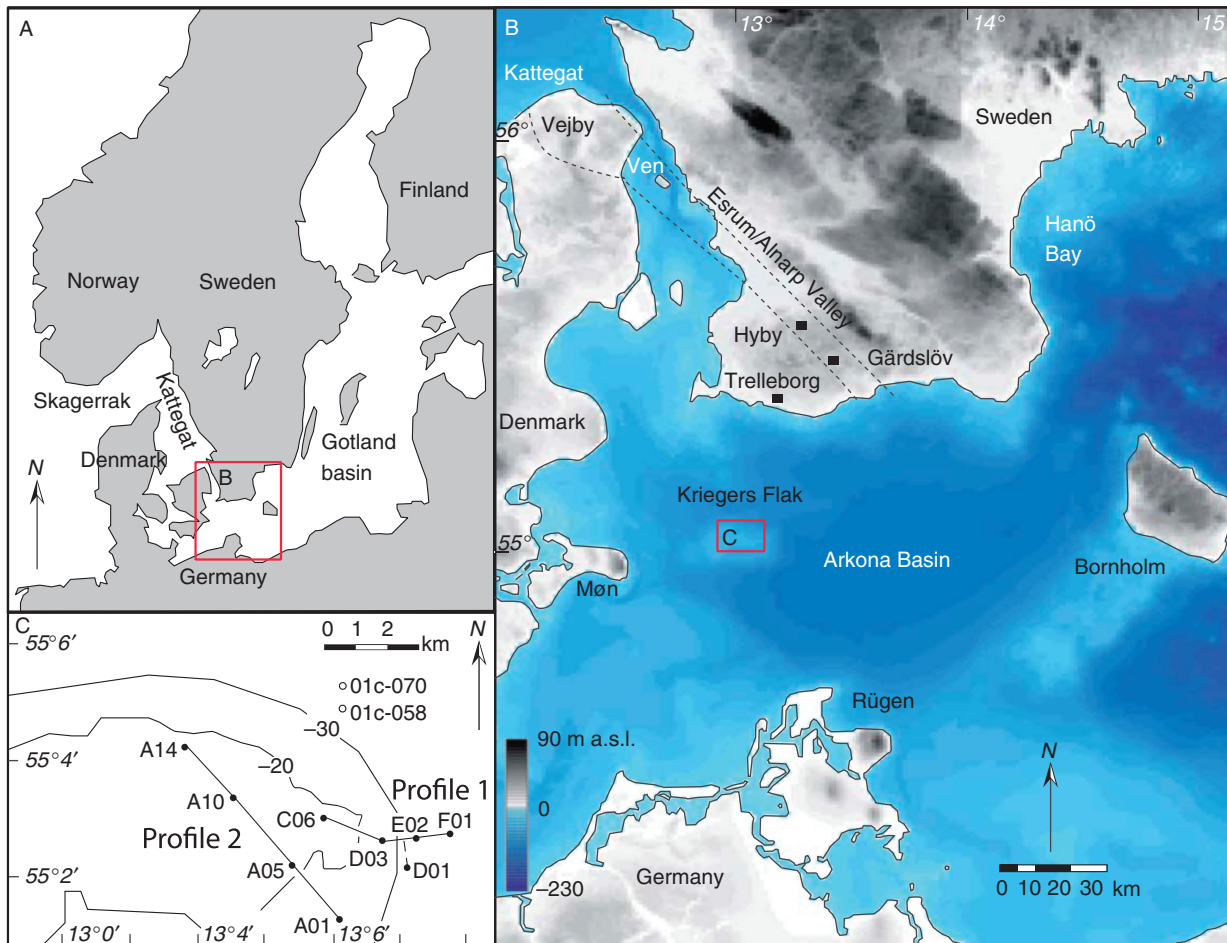 A
Finland
Norway
Sweden
Skagerrak
Kattegat
Denmark
B
Gotland
basin
N
Germany
B
13°
14°
15
Kattegat
56°
Vejby
Ven
Sweden
Esrum/Alnarp Valley
Hanö
Bay
Hyby
Gärdslöv
Trelleborg
Denmark
Kriegers Flak
C
55°
Arkona Basin
Bornholm
Møn
Rügen
90 m a.s.l.
0
–230
N
Germany
0 10 20 30
km
C
0 1 2
km
N
55°6′
01c-070
01c-058
–30
A14
55°4′
–20
Profile 1
A10
C06
E02
F01
Profile 2
D03
A05
D01
55°2′
A01
13°0′
13°4′
13°6′